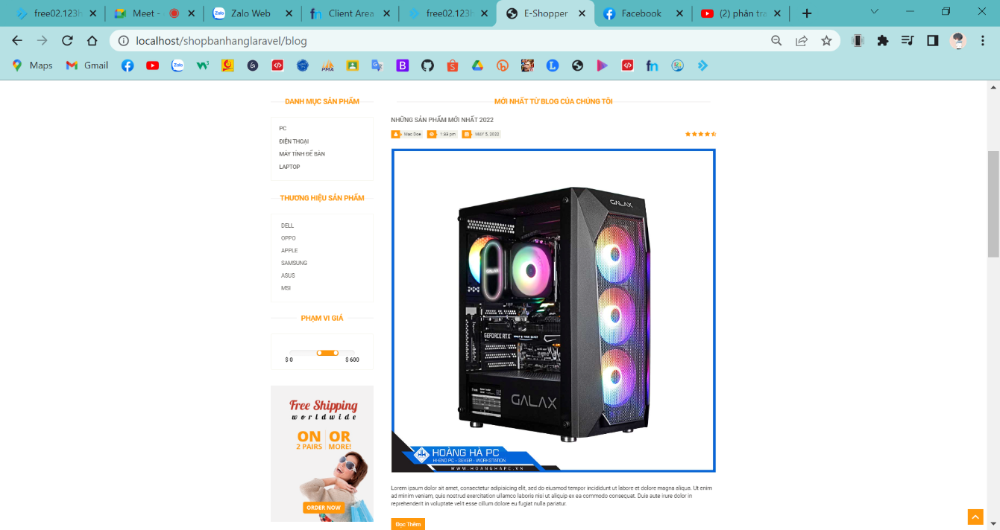 free02.123h
Meet -
Zalo Web
Client Area
free02.123h
E-Shopper
Facebook
(2) phân tra
localhost/shopbanhanglaravel/blog
Maps
Gmail
DANH MỤC SẢN PHẨM
PC
ĐIỆN THOẠI
MÁY TÍNH ĐỂ BÀN
LAPTOP
THƯƠNG HIỆU SẢN PHẨM
DELL
OPPO
APPLE
SAMSUNG
ASUS
MSI
PHẠM VI GIÁ
$ 0
$ 600
Free Shipping
worldwide
ON OR
2 PAIRS MORE!
ORDER NOW
MỚI NHẤT TỪ BLOG CỦA CHÚNG TÔI
NHỮNG SẢN PHẨM MỚI NHẤT 2022
Mac Doe
1:33 pm
MAY 5, 2022
GALAX
GALAX
GEFORCE RTX
GALAX
HH
HOÀNG HÀ PC
HI-END PC - SEVER - WORKSTATION
WWW.HOANGHAPC.VN
Lorem ipsum dolor sit amet, consectetur adipisicing elit, sed do eiusmod tempor incididunt ut labore et dolore magna aliqua. Ut enim
ad minim veniam, quis nostrud exercitation ullamco laboris nisi ut aliquip ex ea commodo consequat. Duis aute irure dolor in
reprehenderit in voluptate velit esse cillum dolore eu fugiat nulla pariatur.
Đọc Thêm